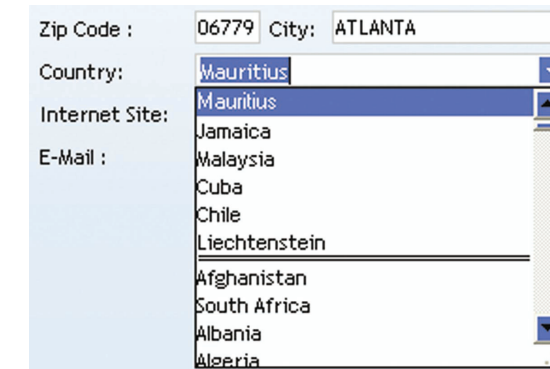 Zip Code : 06779 City: ATLANTA
Country: Mauritius
Mauritius
Internet Site:
Jamaica
E-Mail :
Malaysia
Cuba
Chile
Liechtenstein
Afghanistan
South Africa
Albania
Algeria